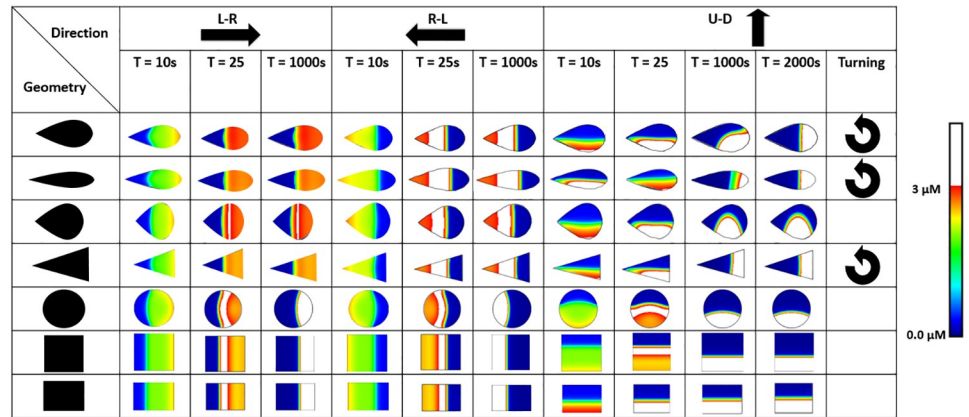 Direction
Geometry
L-R
R-L
U-D
T = 10s
T = 25
T = 1000s
T = 10s
T = 25s
T = 1000s
T = 10s
T = 25
T = 1000s
T = 2000s
Turning
3 µM
0.0 µM